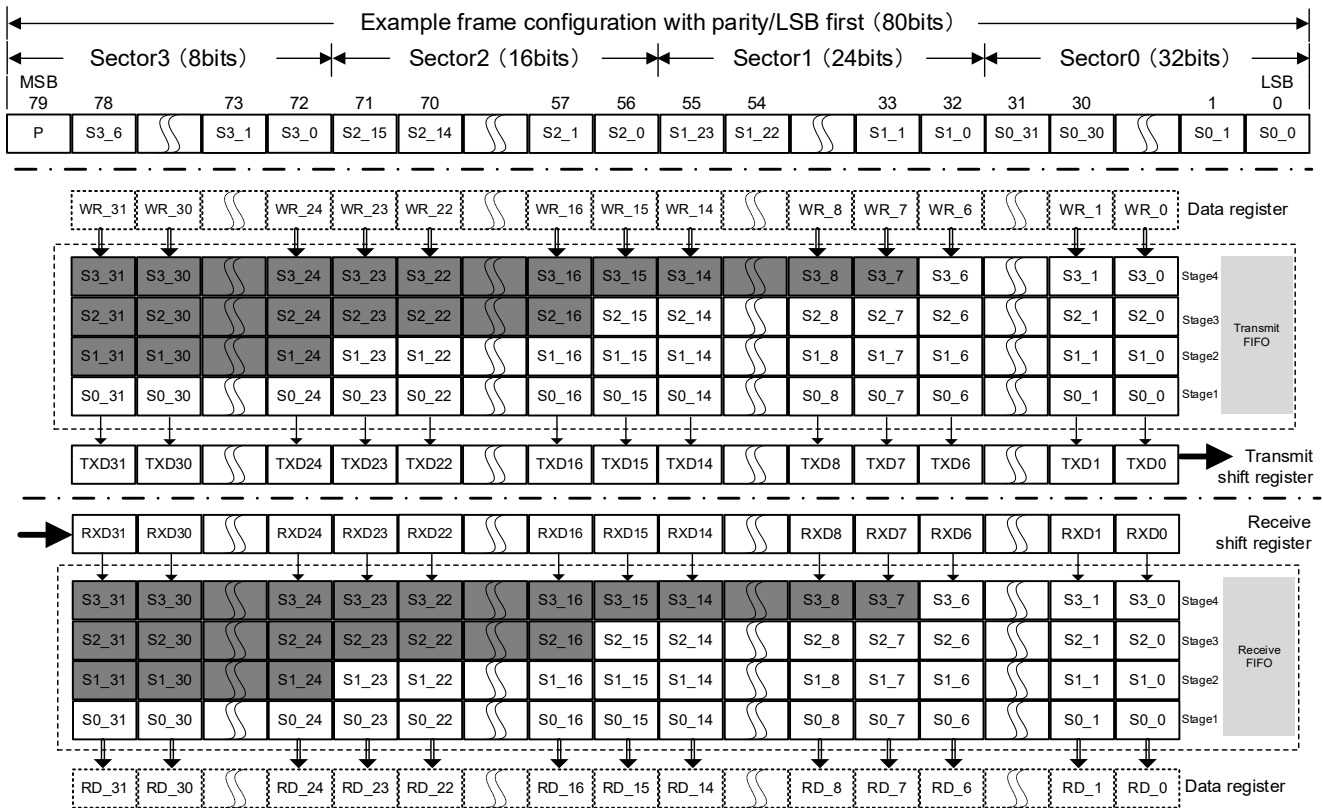 Example frame configuration with parity/LSB first (80bits)
Sector3 (8bits) Sector2 (16bits) Sector1 (24bits) Sector0 (32bits)
MSB LSB
79 78 73 72 71 70 57 56 55 54 33 32 31 30 1 0
P S3_6 S3_1 S3_0 S2_15 S2_14 S2_1 S2_0 S1_23 S1_22 S1_1 S1_0 S0_31 S0_30 S0_1 S0_0
WR_31 WR_30 WR_24 WR_23 WR_22 WR_16 WR_15 WR_14 WR_8 WR_7 WR_6 WR_1 WR_0 Data register
S3_31 S3_30 S3_24 S3_23 S3_22 S3_16 S3_15 S3_14 S3_8 S3_7 S3_6 S3_1 S3_0 Stage4
S2_31 S2_30 S2_24 S2_23 S2_22 S2_16 S2_15 S2_14 S2_8 S2_7 S2_6 S2_1 S2_0 Stage3
Transmit
FIFO
S1_31 S1_30 S1_24 S1_23 S1_22 S1_16 S1_15 S1_14 S1_8 S1_7 S1_6 S1_1 S1_0 Stage2
S0_31 S0_30 S0_24 S0_23 S0_22 S0_16 S0_15 S0_14 S0_8 S0_7 S0_6 S0_1 S0_0 Stage1
TXD31 TXD30 TXD24 TXD23 TXD22 TXD16 TXD15 TXD14 TXD8 TXD7 TXD6 TXD1 TXD0 Transmit
shift register
RXD31 RXD30 RXD24 RXD23 RXD22 RXD16 RXD15 RXD14 RXD8 RXD7 RXD6 RXD1 RXD0 Receive
shift register
S3_31 S3_30 S3_24 S3_23 S3_22 S3_16 S3_15 S3_14 S3_8 S3_7 S3_6 S3_1 S3_0 Stage4
S2_31 S2_30 S2_24 S2_23 S2_22 S2_16 S2_15 S2_14 S2_8 S2_7 S2_6 S2_1 S2_0 Stage3
Receive
FIFO
S1_31 S1_30 S1_24 S1_23 S1_22 S1_16 S1_15 S1_14 S1_8 S1_7 S1_6 S1_1 S1_0 Stage2
S0_31 S0_30 S0_24 S0_23 S0_22 S0_16 S0_15 S0_14 S0_8 S0_7 S0_6 S0_1 S0_0 Stage1
RD_31 RD_30 RD_24 RD_23 RD_22 RD_16 RD_15 RD_14 RD_8 RD_7 RD_6 RD_1 RD_0 Data register